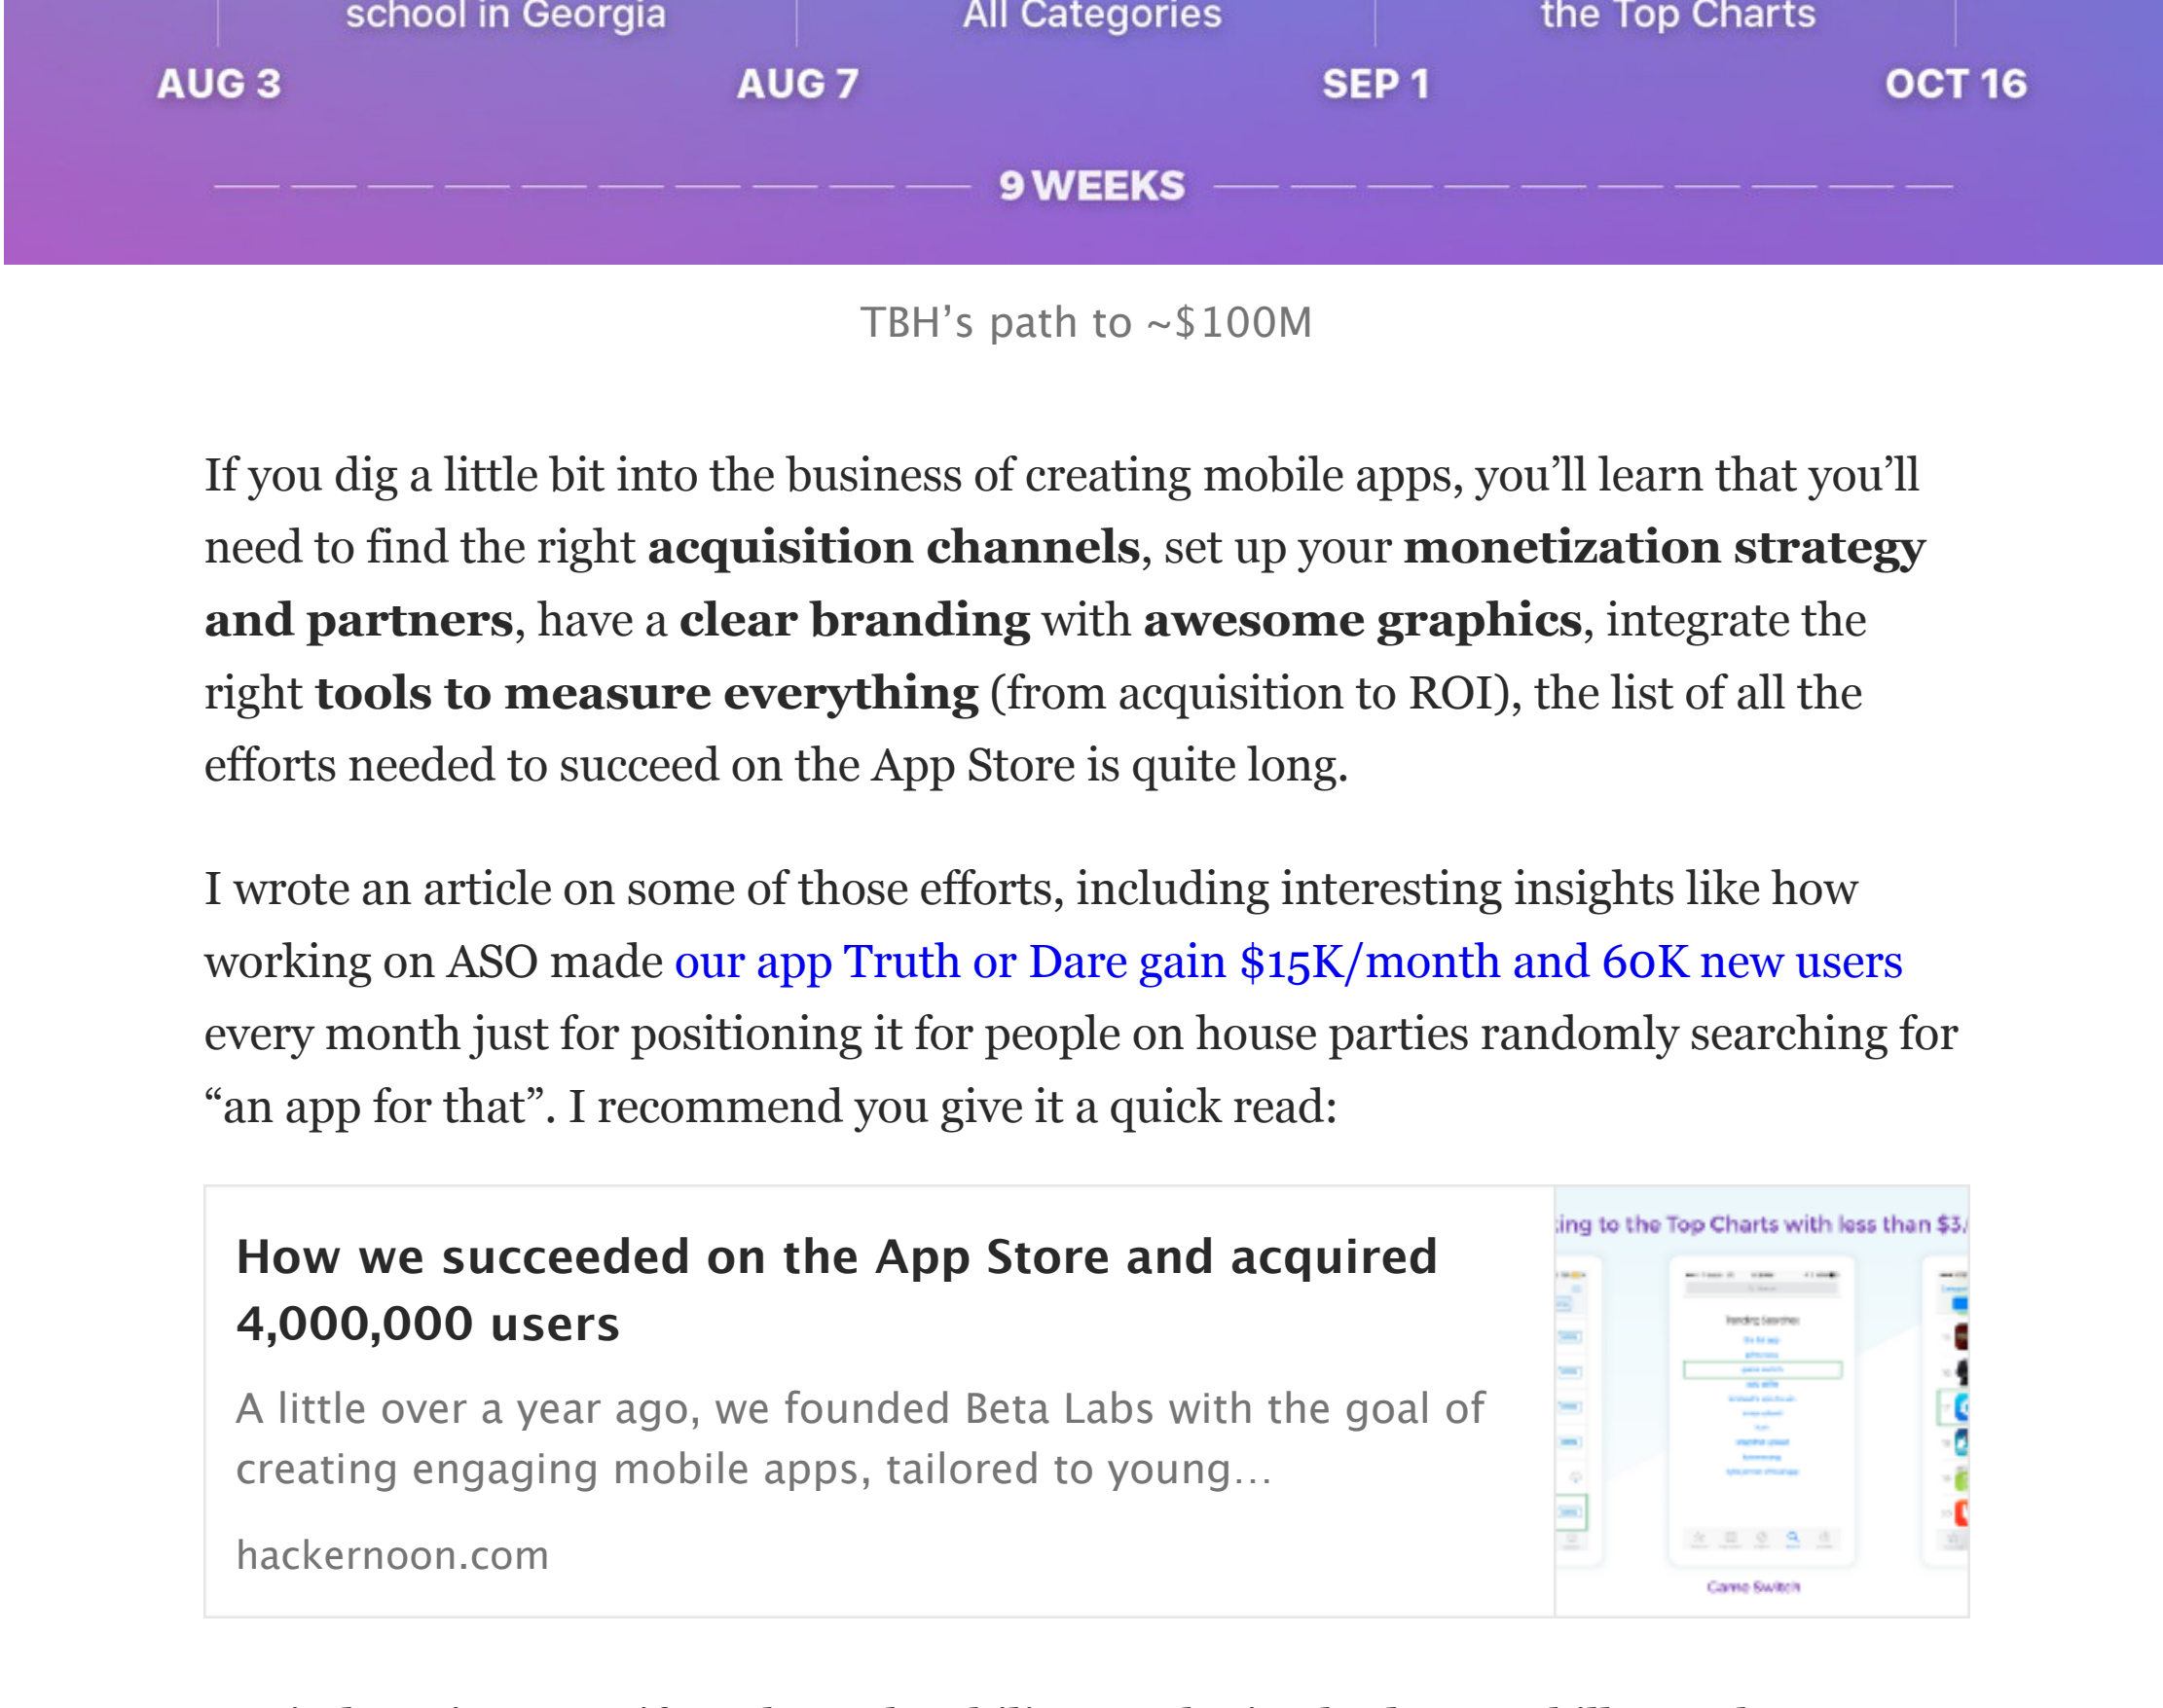 school in Georgia All Categories the Top Charts
AUG 3 AUG 7 SEP 1 OCT 16
9 WEEKS
TBH’s path to ~$100M
If you dig a little bit into the business of creating mobile apps, you’ll learn that you’ll
need to find the right acquisition channels, set up your monetization strategy
and partners, have a clear branding with awesome graphics, integrate the
right tools to measure everything (from acquisition to ROI), the list of all the
efforts needed to succeed on the App Store is quite long.
I wrote an article on some of those efforts, including interesting insights like how
working on ASO made our app Truth or Dare gain $15K/month and 60K new users
every month just for positioning it for people on house parties randomly searching for
“an app for that”. I recommend you give it a quick read:
How we succeeded on the App Store and acquired
4,000,000 users
A little over a year ago, we founded Beta Labs with the goal of
creating engaging mobile apps, tailored to young…
hackernoon.com
to the Top Charts with less than
Trending Searches
Game Switch